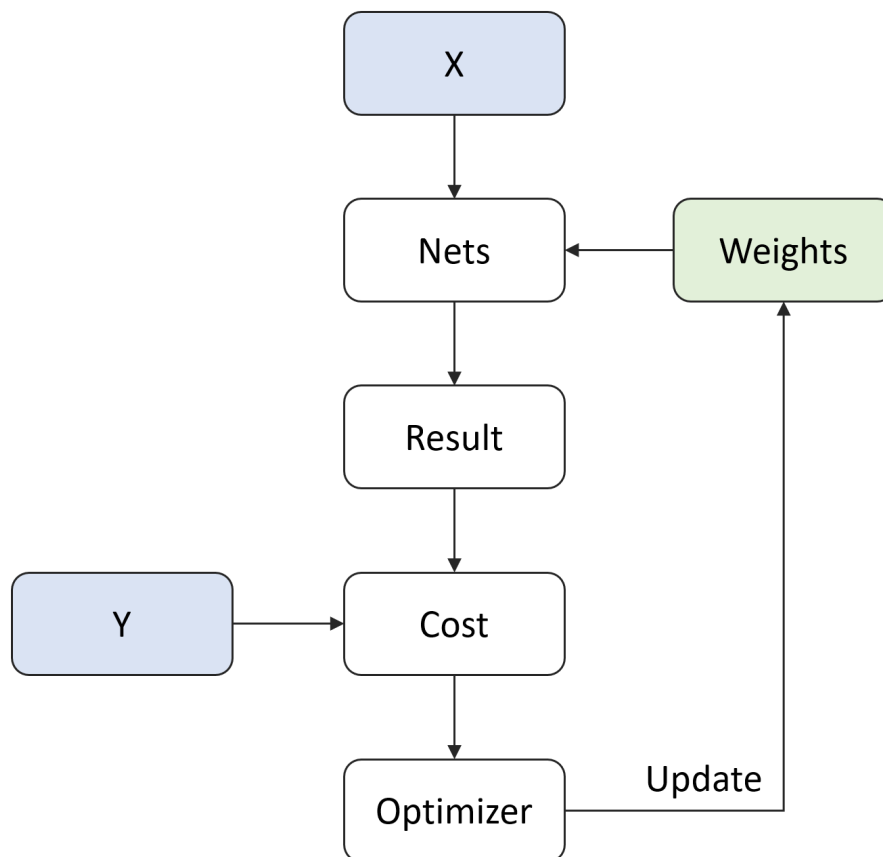 X
Nets
Weights
Result
Y
Cost
Update
Optimizer